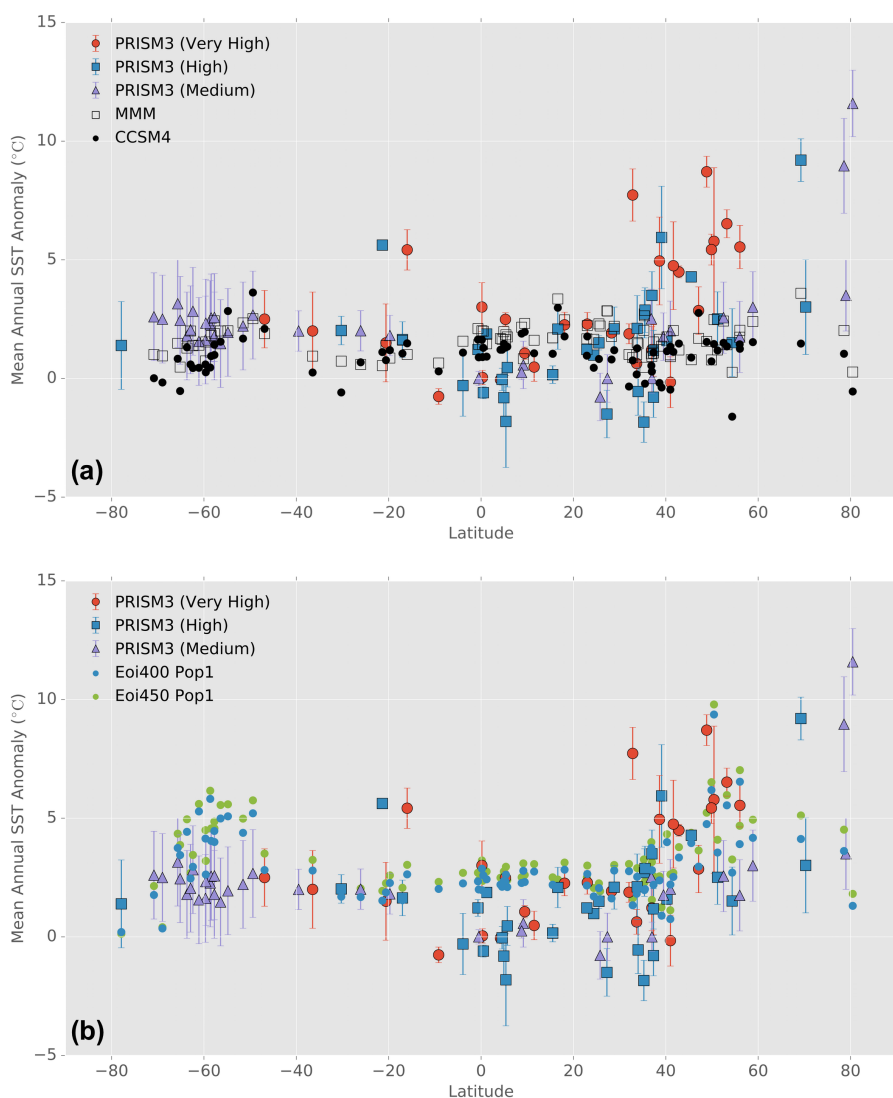 15
10
5
0
−5
Mean Annual SST Anomaly (°C)
PRISM3 (Very High)
PRISM3 (High)
PRISM3 (Medium)
MMM
CCSM4
(a)
−80 −60 −40 −20 0 20 40 60 80
Latitude
15
10
5
0
−5
Mean Annual SST Anomaly (°C)
PRISM3 (Very High)
PRISM3 (High)
PRISM3 (Medium)
Eoi400 Pop1
Eoi450 Pop1
(b)
−80 −60 −40 −20 0 20 40 60 80
Latitude